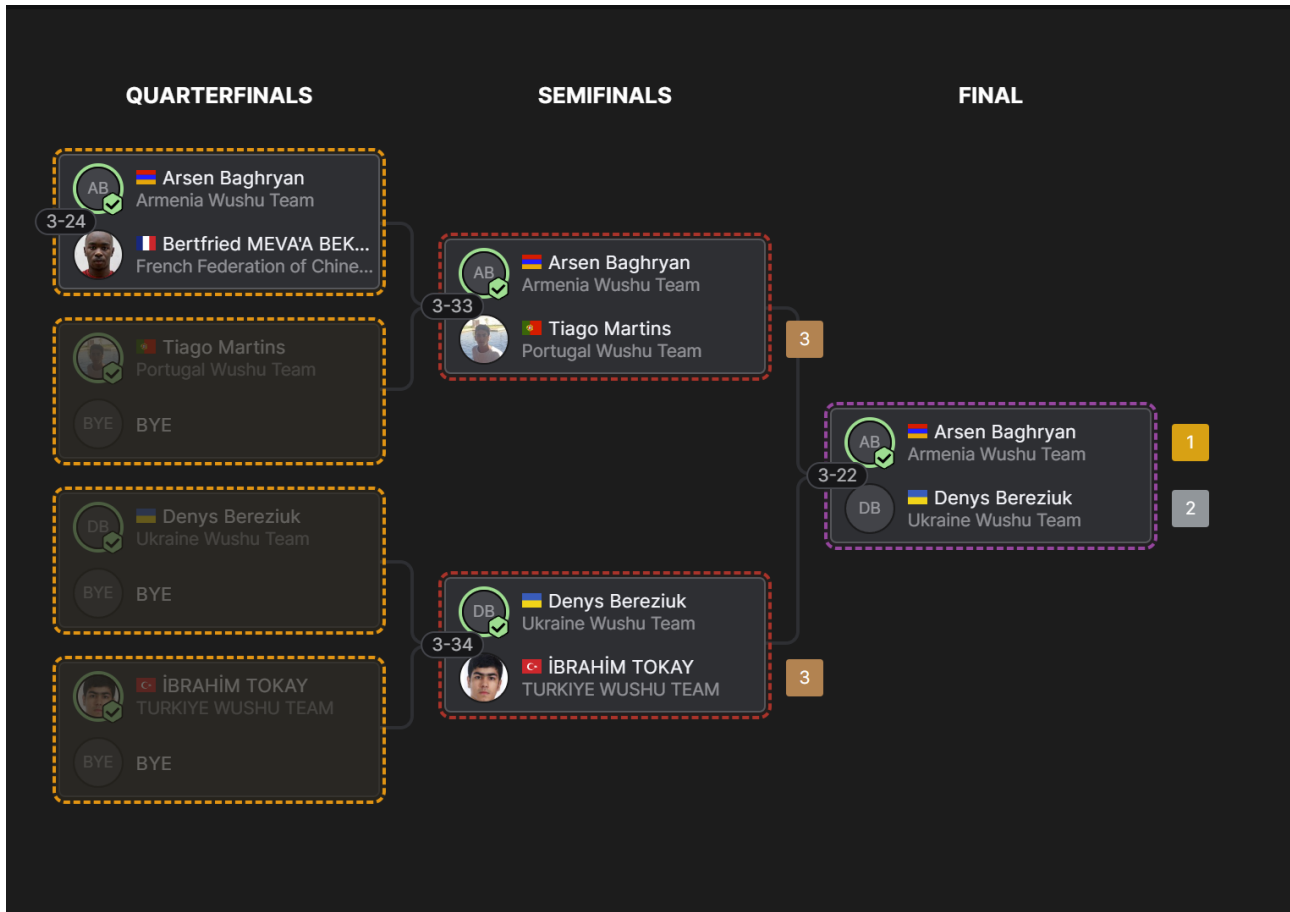 QUARTERFINALS
SEMIFINALS
FINAL
AB
Arsen Baghryan
Armenia Wushu Team
3-24
Bertfried MEVA'A BEK...
French Federation of Chine...
Tiago Martins
Portugal Wushu Team
BYE
BYE
DB
Denys Bereziuk
Ukraine Wushu Team
BYE
BYE
İBRAHİM TOKAY
TURKIYE WUSHU TEAM
BYE
BYE
AB
Arsen Baghryan
Armenia Wushu Team
3-33
Tiago Martins
Portugal Wushu Team
3
DB
Denys Bereziuk
Ukraine Wushu Team
3-34
İBRAHİM TOKAY
TURKIYE WUSHU TEAM
3
AB
Arsen Baghryan
Armenia Wushu Team
1
3-22
DB
Denys Bereziuk
Ukraine Wushu Team
2